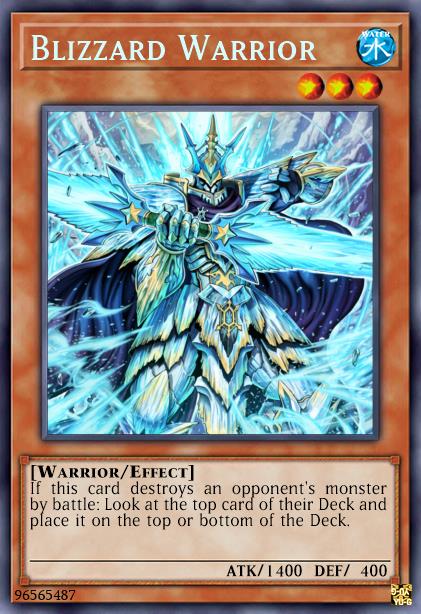 Blizzard Warrior
WATER
水
[Warrior/Effect]
If this card destroys an opponent's monster
by battle: Look at the top card of their Deck and
place it on the top or bottom of the Deck.
ATK/1400 DEF/ 400
96565487